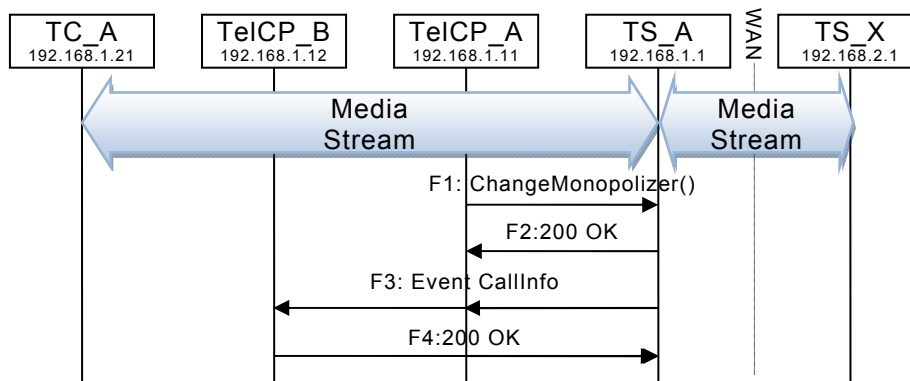 TC_A
192.168.1.21
TelCP_B
192.168.1.12
TelCP_A
192.168.1.11
TS_A
192.168.1.1
WAN
TS_X
192.168.2.1
Media
Stream
Media
Stream
F1: ChangeMonopolizer()
F2:200 OK
F3: Event CallInfo
F4:200 OK